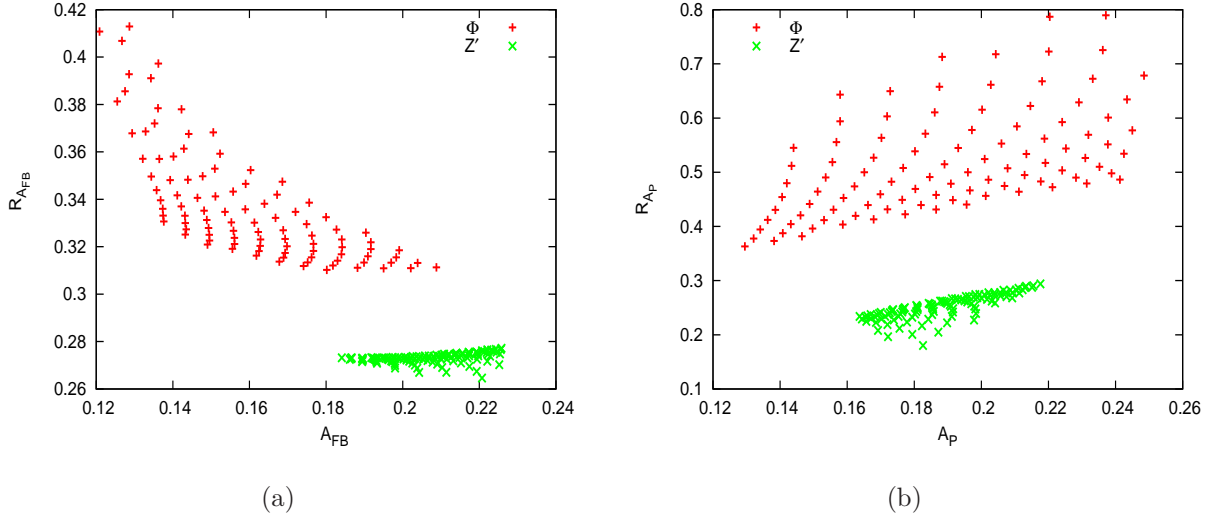 0.42
0.4
0.38
0.36
0.34
0.32
0.3
0.28
0.26
R_{A_{FB}}
0.12 0.14 0.16 0.18 0.2 0.22 0.24
A_{FB}
Φ
Z′
(a)
0.8
0.7
0.6
0.5
0.4
0.3
0.2
0.1
R_{A_P}
0.12 0.14 0.16 0.18 0.2 0.22 0.24 0.26
A_P
Φ
Z′
(b)